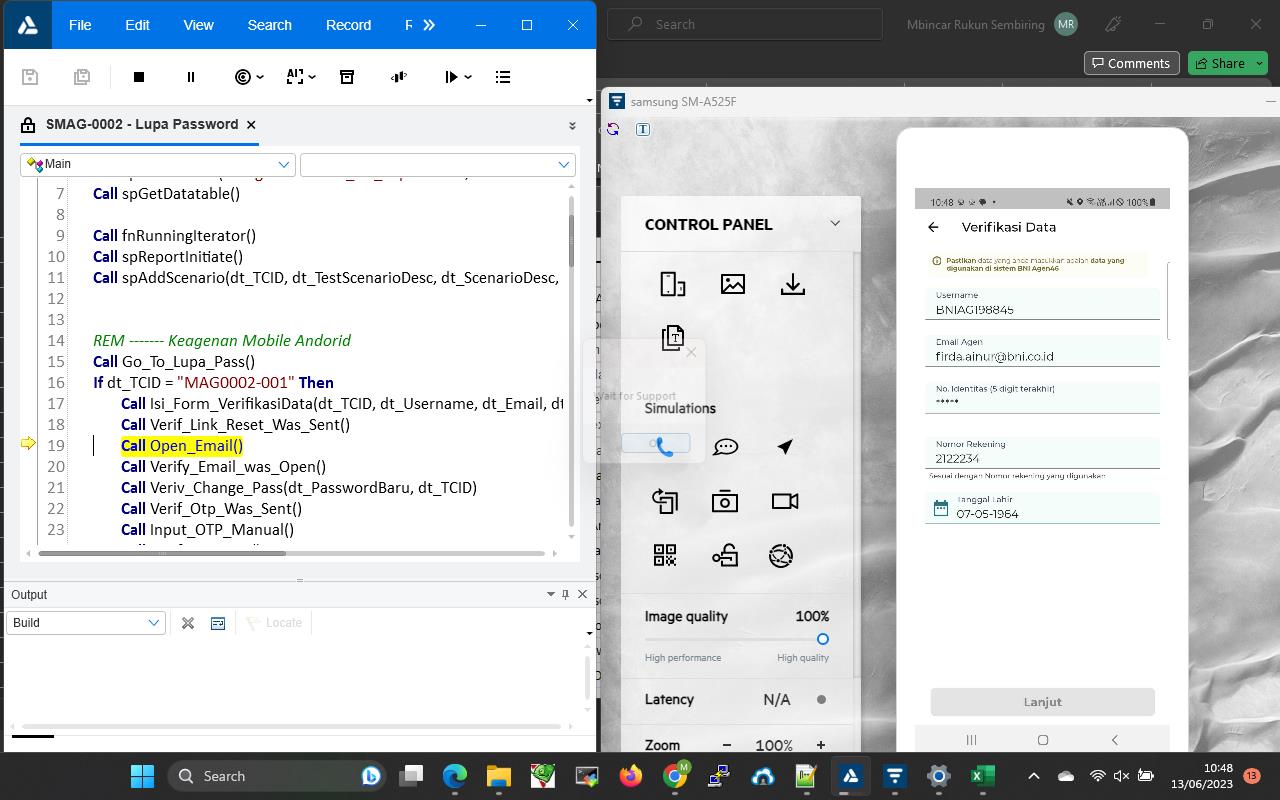 File Edit View Search Record
Search
Mbincar Rukun Sembiring MR
Comments Share
SMAG-0002 - Lupa Password
samsung SM-A525F
Main
7 Call spGetDatatable()
8
9 Call fnRunningIterator()
10 Call spReportInitiate()
11 Call spAddScenario(dt_TCID, dt_TestScenarioDesc, dt_ScenarioDesc,
12
13
14 REM ------- Keagenan Mobile Andorid
15 Call Go_To_Lupa_Pass()
16 If dt_TCID = "MAG0002-001" Then
17 Call Isi_Form_VerifikasiData(dt_TCID, dt_Username, dt_Email, dt
18 Call Verif_Link_Reset_Was_Sent()
19 Call Open_Email()
20 Call Verify_Email_was_Open()
21 Call Veriv_Change_Pass(dt_PasswordBaru, dt_TCID)
22 Call Verif_Otp_Was_Sent()
23 Call Input_OTP_Manual()
Output
Build
Locate
CONTROL PANEL
Wait for Support
Simulations
Image quality 100%
High performance High quality
Latency N/A
Zoom 100%
10:48 100%
Verifikasi Data
Pastikan data yang anda masukkan adalah data yang
digunakan di sistem BNI Agen46
Username
BNIAG198845
Email Agen
firda.ainur@bni.co.id
No. Identitas (5 digit terakhir)
*****
Nomor Rekening
2122234
Sesuai dengan Nomor rekening yang digunakan
Tanggal Lahir
07-05-1964
Lanjut
Search
10:48
13/06/2023
13